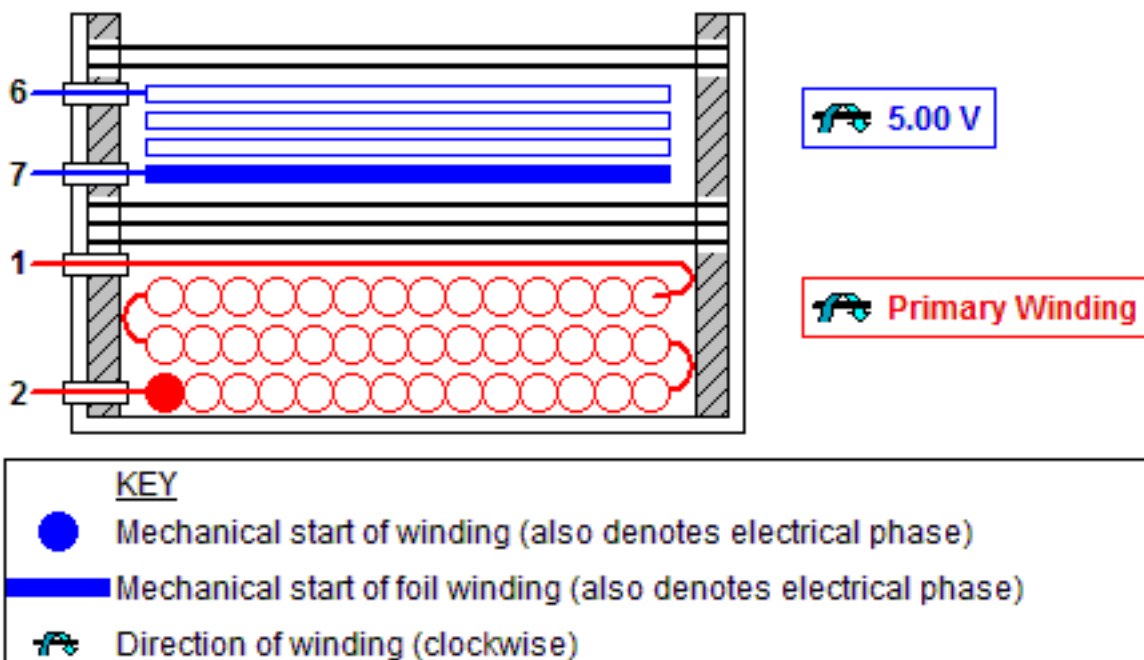 6
5.00 V
7
1
Primary Winding
2
KEY
Mechanical start of winding (also denotes electrical phase)
Mechanical start of foil winding (also denotes electrical phase)
Direction of winding (clockwise)